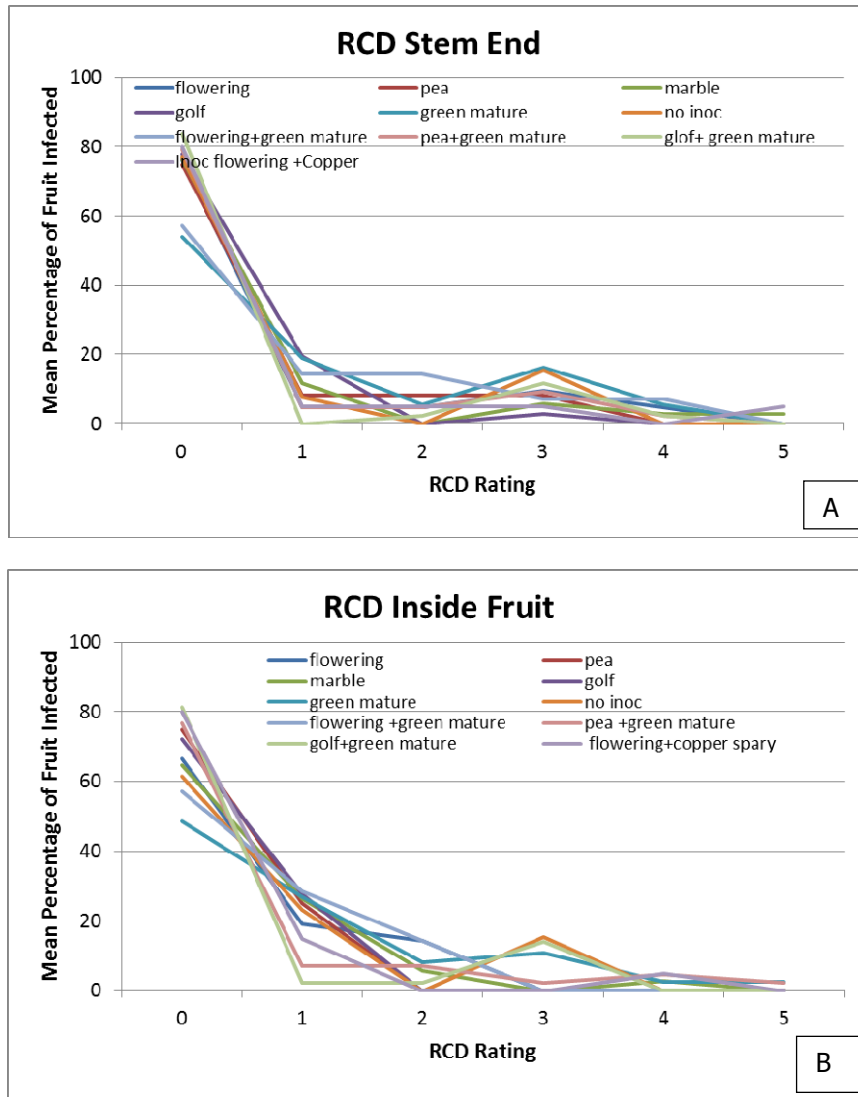 RCD Stem End
Mean Percentage of Fruit Infected
100
80
60
40
20
0
flowering pea marble
golf green mature no inoc
flowering+green mature pea+green mature glof+ green mature
Inoc flowering +Copper
0 1 2 3 4 5
RCD Rating
A
RCD Inside Fruit
Mean Percentage of Fruit Infected
100
80
60
40
20
0
flowering pea
marble golf
green mature no inoc
flowering +green mature pea +green mature
golf+green mature flowering+copper spary
0 1 2 3 4 5
RCD Rating
B